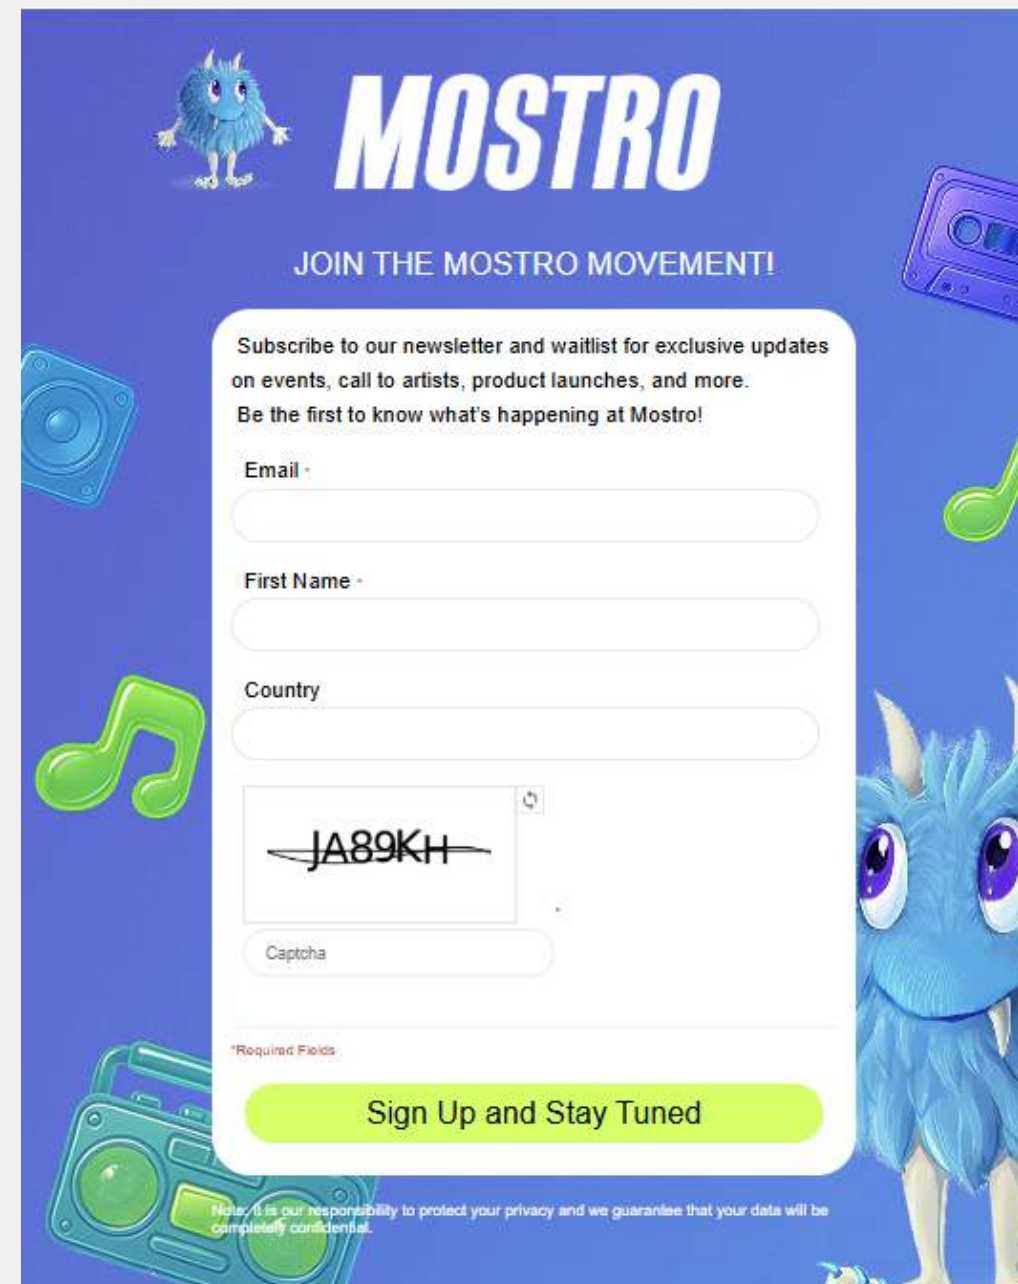 MOSTRO
JOIN THE MOSTRO MOVEMENT!
Subscribe to our newsletter and waitlist for exclusive updates
on events, call to artists, product launches, and more.
Be the first to know what's happening at Mostro!
Email *
First Name *
Country
JA89KH
*
Captcha
*Required Fields
Sign Up and Stay Tuned
Note: It is our responsibility to protect your privacy and we guarantee that your data will be
completely confidential.